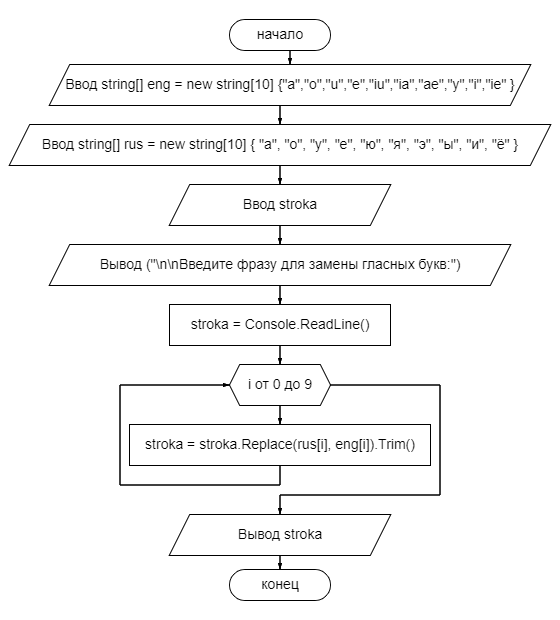 начало
Ввод string[] eng = new string[10] {"a","o","u","e","iu","ia","ae","y","i","ie" }
Ввод string[] rus = new string[10] { "а", "о", "у", "е", "ю", "я", "э", "ы", "и", "ё" }
Ввод stroka
Вывод ("\n\nВведите фразу для замены гласных букв:")
stroka = Console.ReadLine()
i от 0 до 9
stroka = stroka.Replace(rus[i], eng[i]).Trim()
Вывод stroka
конец